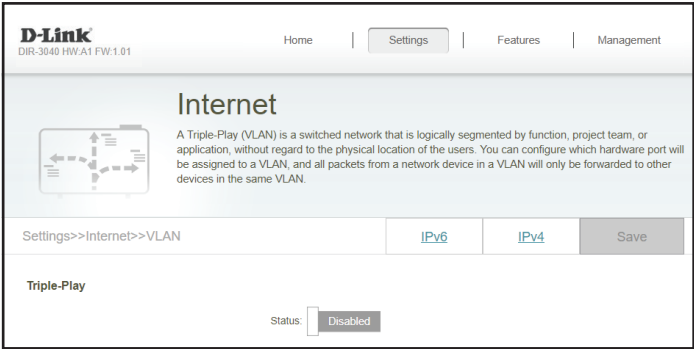 D-Link
DIR-3040 HW:A1 FW:1.01
Home Settings Features Management
Internet
A Triple-Play (VLAN) is a switched network that is logically segmented by function, project team, or
application, without regard to the physical location of the users. You can configure which hardware port will
be assigned to a VLAN, and all packets from a network device in a VLAN will only be forwarded to other
devices in the same VLAN.
Settings>>Internet>>VLAN IPv6 IPv4 Save
Triple-Play
Status: Disabled